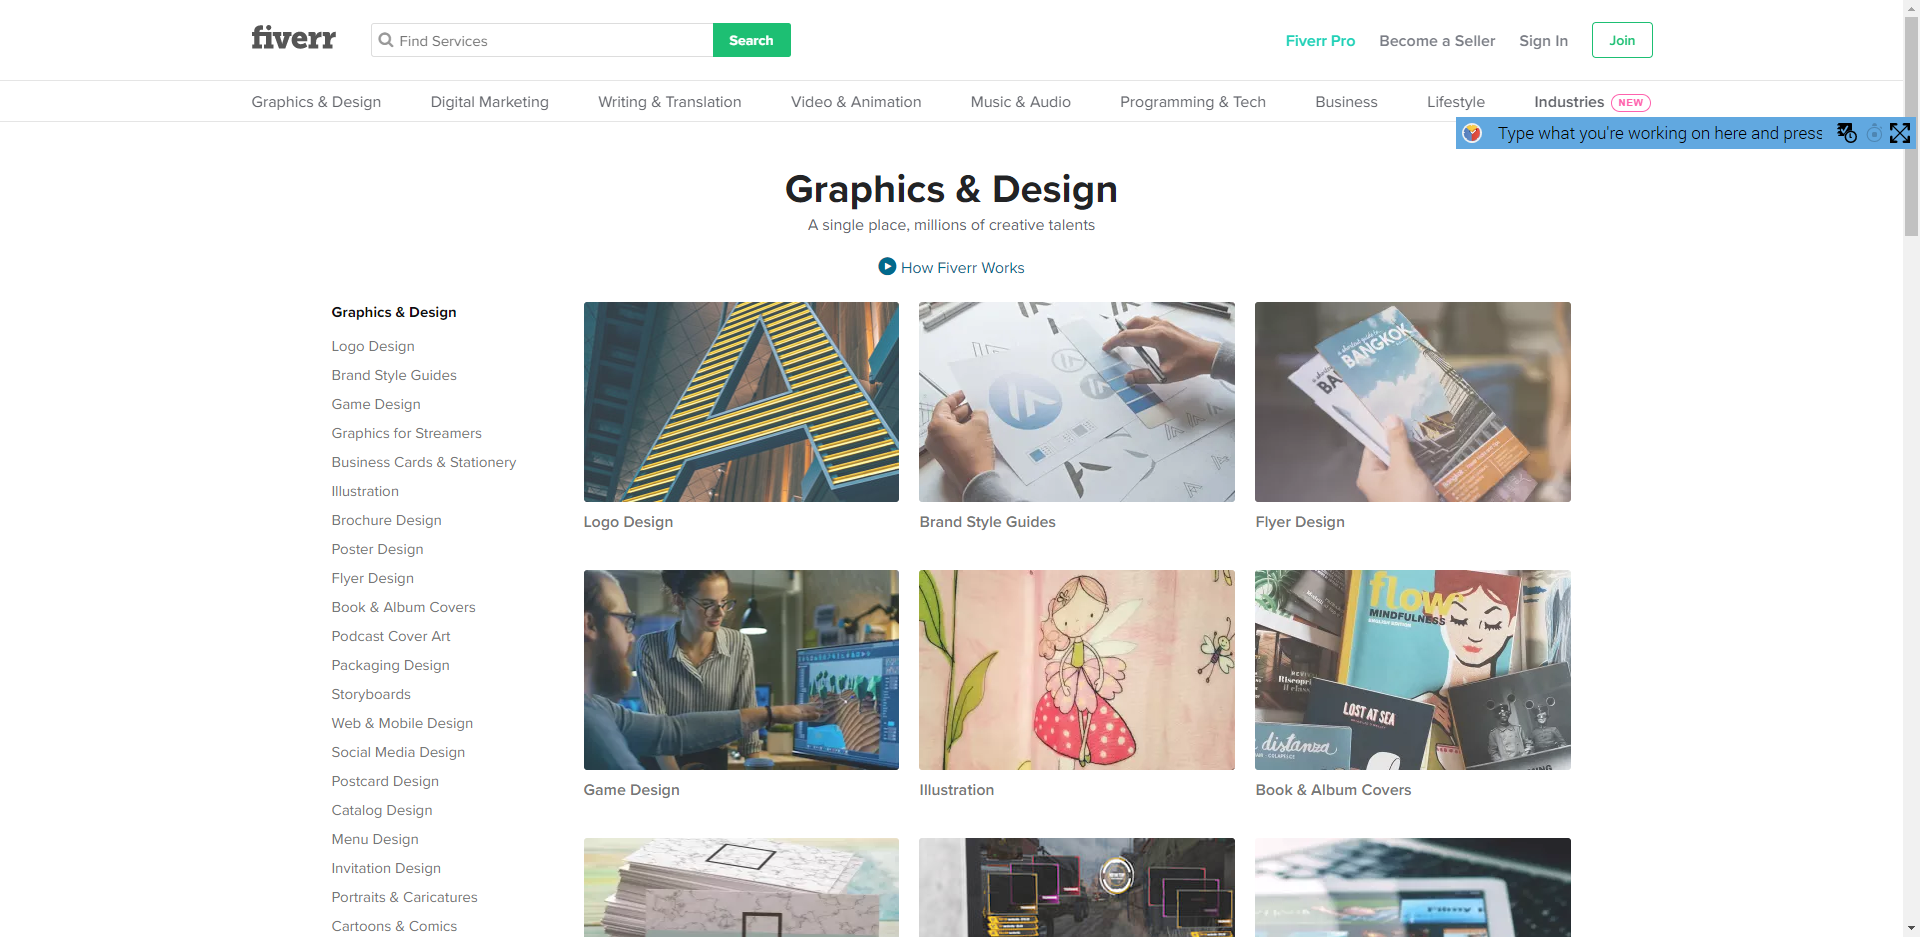 fiverr
Find Services
Search
Fiverr Pro
Become a Seller
Sign In
Join
Graphics & Design
Digital Marketing
Writing & Translation
Video & Animation
Music & Audio
Programming & Tech
Business
Lifestyle
Industries NEW
Type what you're working on here and press
Graphics & Design
A single place, millions of creative talents
How Fiverr Works
Graphics & Design
Logo Design
Brand Style Guides
Game Design
Graphics for Streamers
Business Cards & Stationery
Illustration
Brochure Design
Poster Design
Flyer Design
Book & Album Covers
Podcast Cover Art
Packaging Design
Storyboards
Web & Mobile Design
Social Media Design
Postcard Design
Catalog Design
Menu Design
Invitation Design
Portraits & Caricatures
Cartoons & Comics
BANGKOK
BA
Logo Design
Brand Style Guides
Flyer Design
flow
MINDFULNESS
ENGLISH EDITION
LOST AT SEA
distanza
Game Design
Illustration
Book & Album Covers